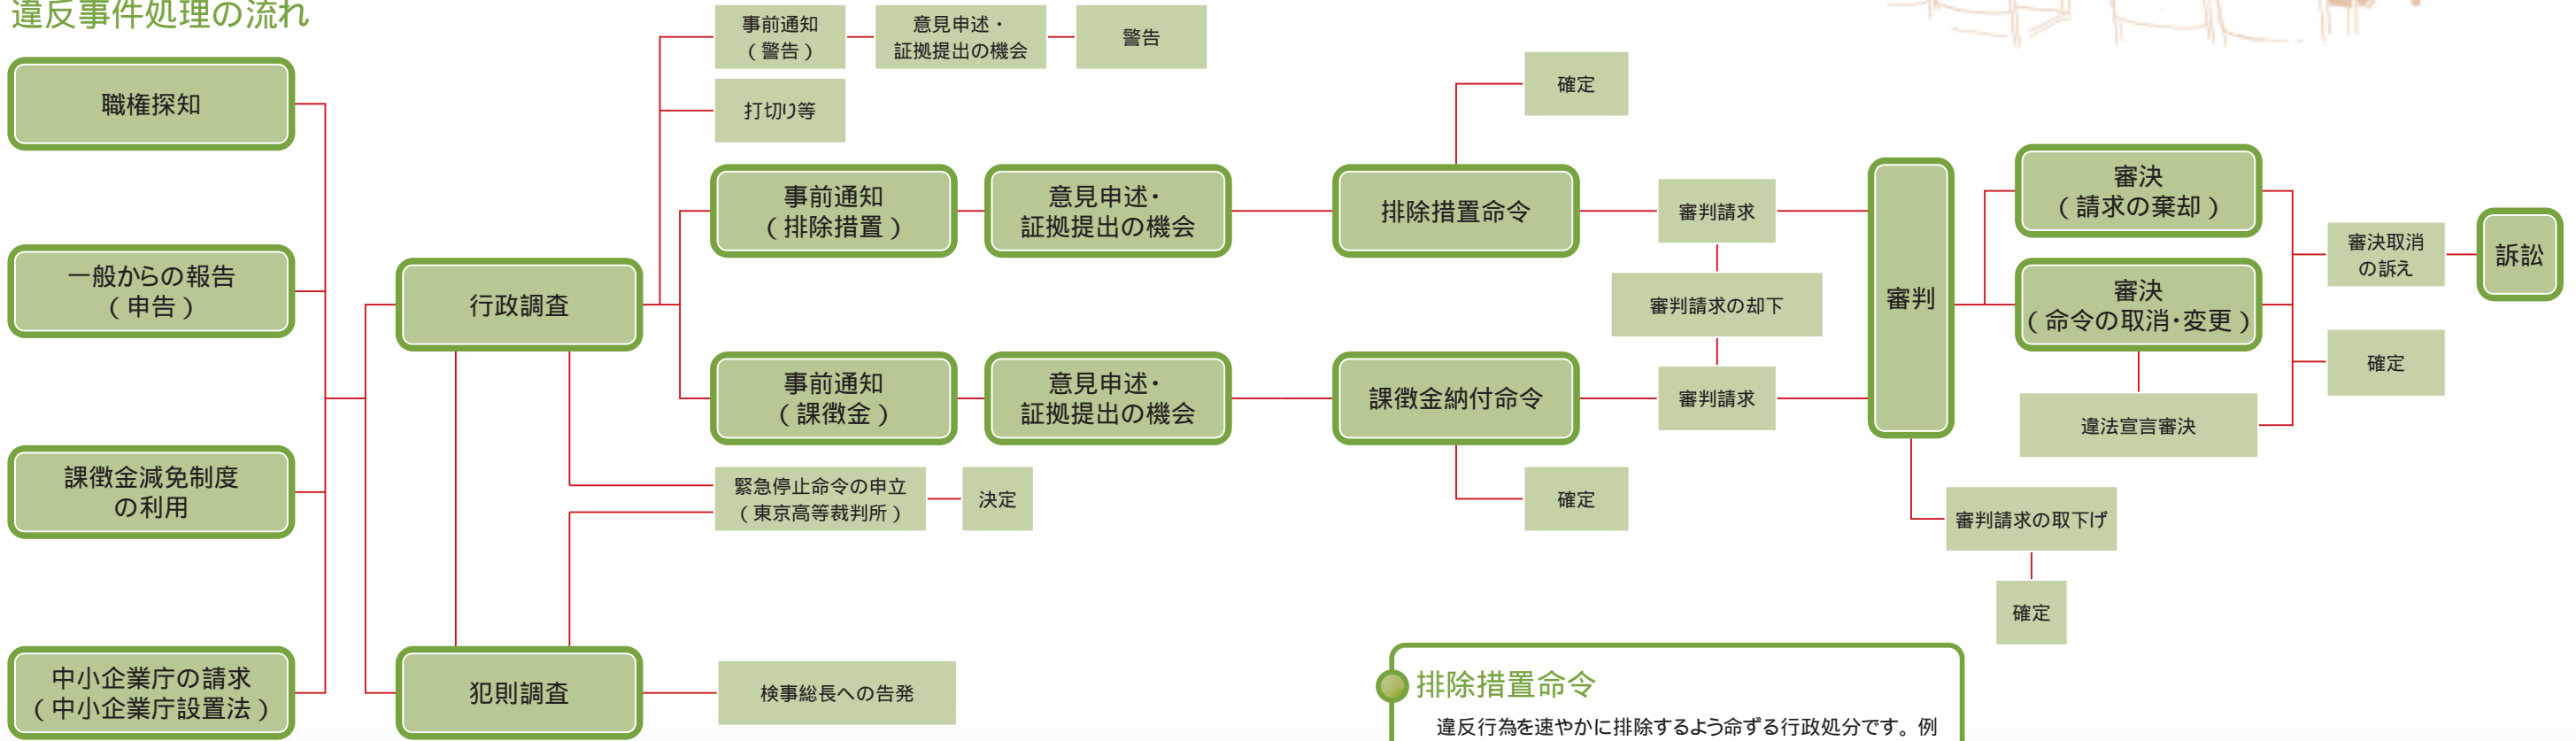 違反事件処理の流れ
職権探知
一般からの報告
（申告）
課徴金減免制度
の利用
中小企業庁の請求
（中小企業庁設置法）
行政調査
犯則調査
事前通知
（警告）
意見申述・
証拠提出の機会
警告
打切り等
事前通知
（排除措置）
意見申述・
証拠提出の機会
事前通知
（課徴金）
意見申述・
証拠提出の機会
緊急停止命令の申立
（東京高等裁判所）
決定
検事総長への告発
確定
排除措置命令
審判請求
審判請求の却下
課徴金納付命令
審判請求
確定
審判
審決
（請求の棄却）
審決
（命令の取消・変更）
違法宣言審決
審決取消
の訴え
訴訟
確定
審判請求の取下げ
確定
排除措置命令
違反行為を速やかに排除するよう命ずる行政処分です。例